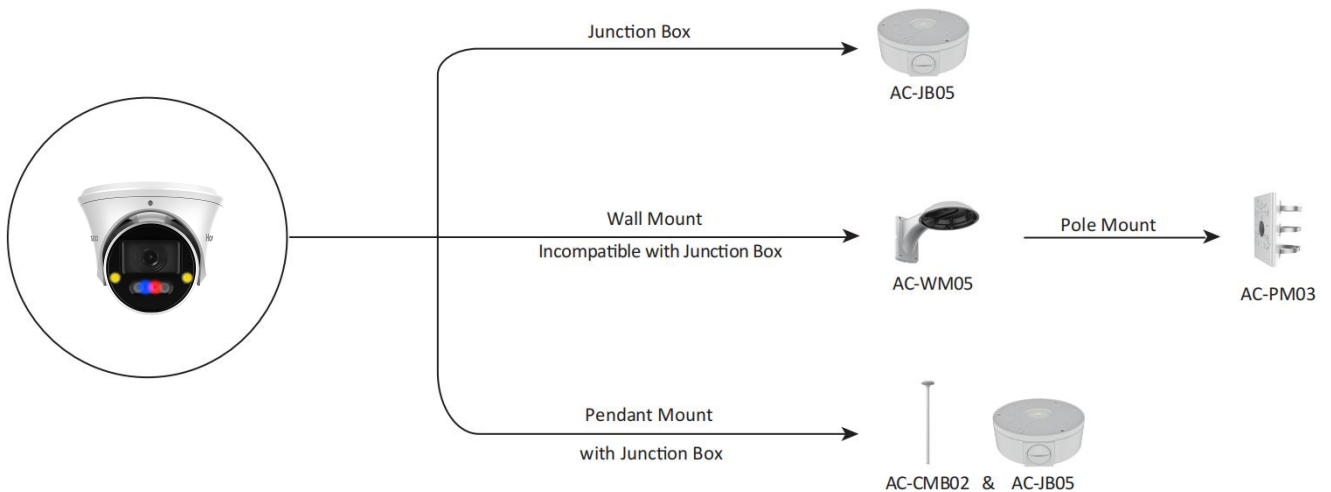 Junction Box
AC-JB05
Wall Mount
Incompatible with Junction Box
AC-WM05
Pole Mount
AC-PM03
Pendant Mount
with Junction Box
AC-CMB02 & AC-JB05